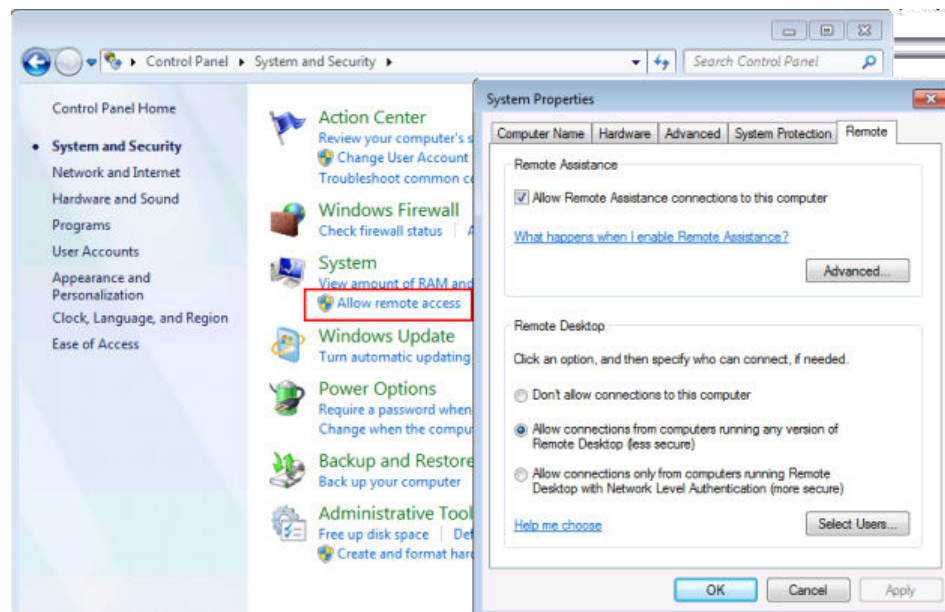 Control Panel
System and Security
Search Control Panel
Control Panel Home
System and Security
Network and Internet
Hardware and Sound
Programs
User Accounts
Appearance and
Personalization
Clock, Language, and Region
Ease of Access
Action Center
Review your computer's s
Change User Account
Troubleshoot common co
Windows Firewall
Check firewall status
System
View amount of RAM and
Allow remote access
Windows Update
Turn automatic updating
Power Options
Require a password when
Change when the compu
Backup and Restore
Back up your computer
Administrative Tool
Free up disk space Def
Create and format hard
System Properties
Computer Name Hardware Advanced System Protection Remote
Remote Assistance
Allow Remote Assistance connections to this computer
What happens when I enable Remote Assistance?
Advanced...
Remote Desktop
Click an option, and then specify who can connect, if needed.
Don't allow connections to this computer
Allow connections from computers running any version of
Remote Desktop (less secure)
Allow connections only from computers running Remote
Desktop with Network Level Authentication (more secure)
Help me choose
Select Users...
OK Cancel Apply